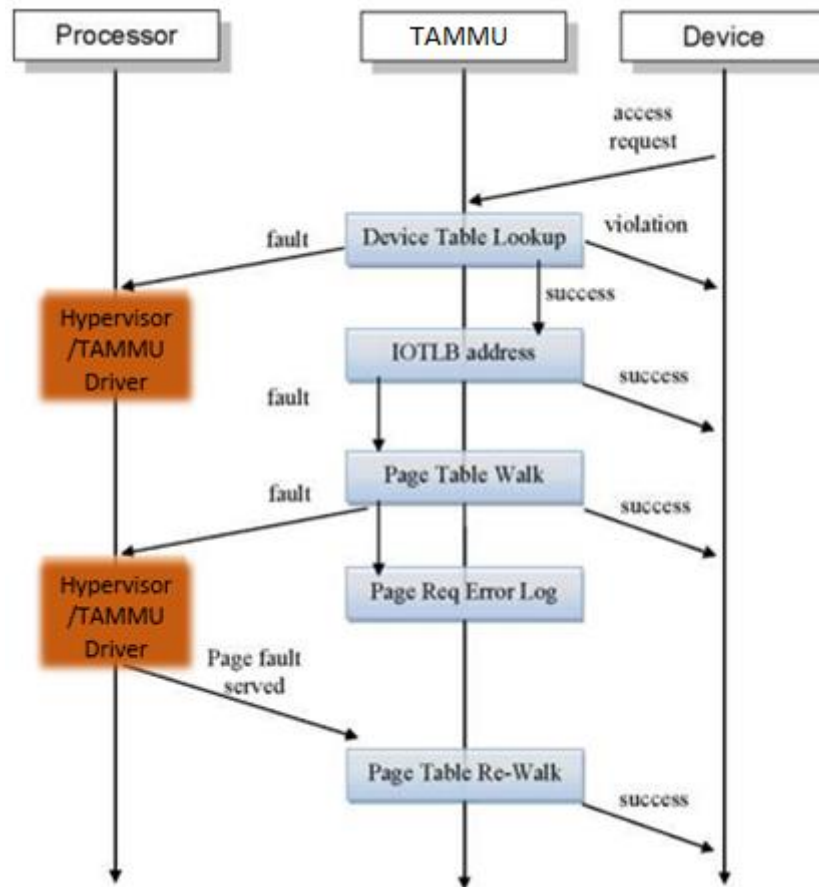 Processor
TAMMU
Device
access
request
Device Table Lookup
fault
violation
success
Hypervisor
/TAMMU
Driver
IOTLB address
success
fault
Page Table Walk
fault
success
Hypervisor
/TAMMU
Driver
Page Req Error Log
Page fault
served
Page Table Re-Walk
success